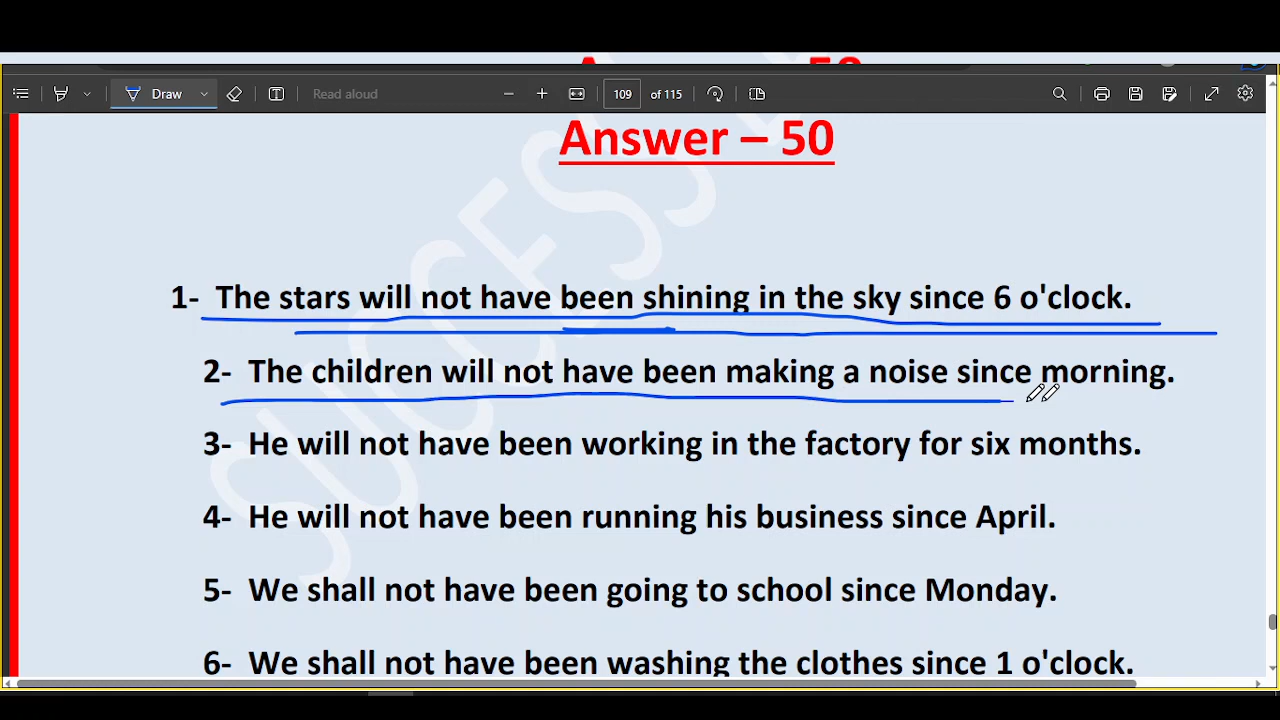 Draw
Read aloud
109 of 115
Answer – 50
1- The stars will not have been shining in the sky since 6 o'clock.
2- The children will not have been making a noise since morning.
3- He will not have been working in the factory for six months.
4- He will not have been running his business since April.
5- We shall not have been going to school since Monday.
6- We shall not have been washing the clothes since 1 o'clock.
SUCCESS